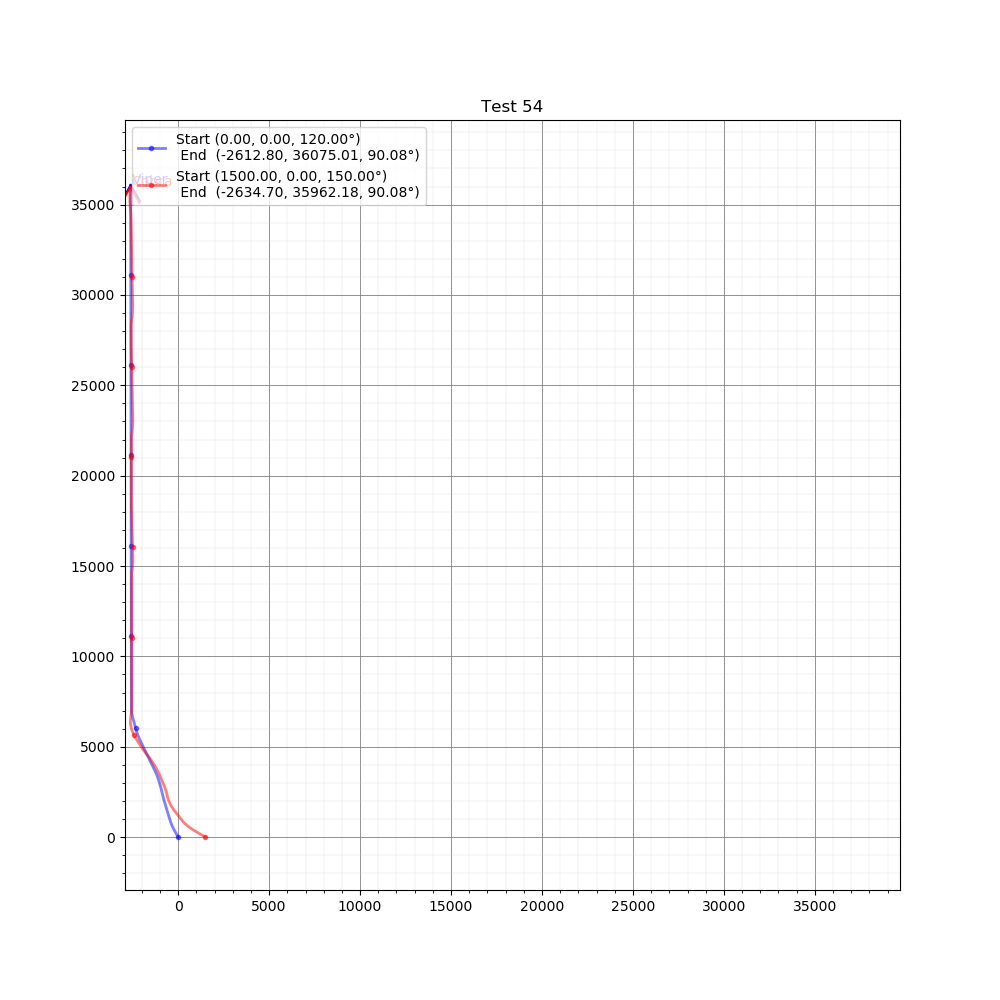 Test 54
Start (0.00, 0.00, 120.00°)
End (-2612.80, 36075.01, 90.08°)
Start (1500.00, 0.00, 150.00°)
End (-2634.70, 35962.18, 90.08°)
35000
30000
25000
20000
15000
10000
5000
0
0 5000 10000 15000 20000 25000 30000 35000